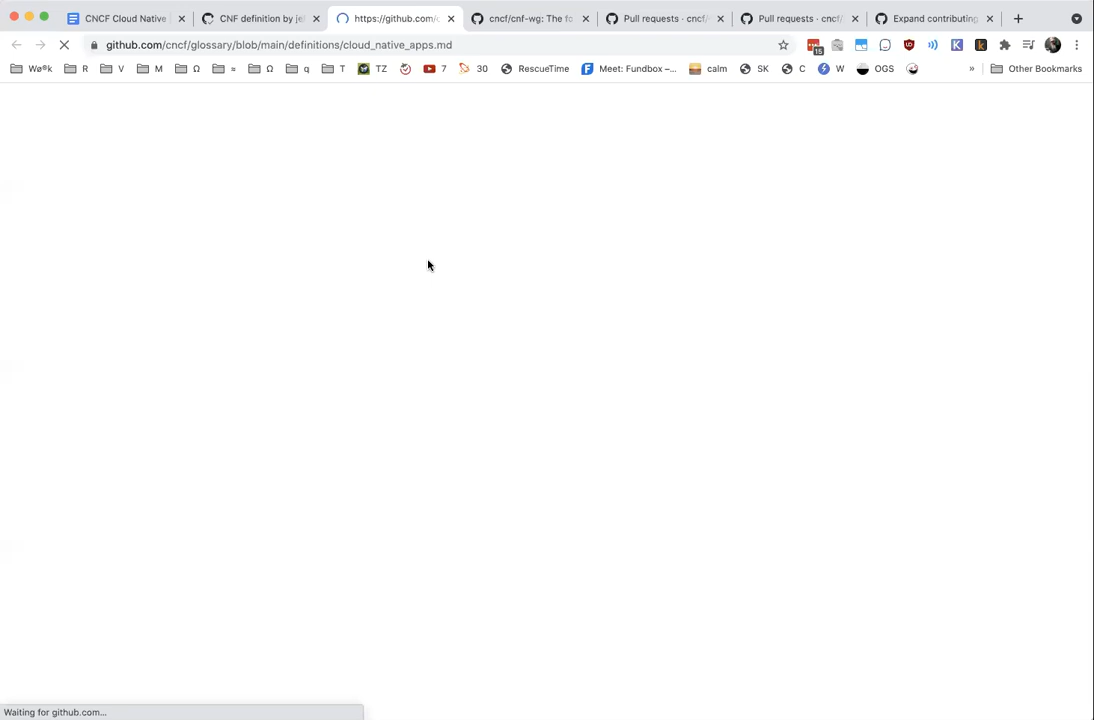 CNCF Cloud Native
CNF definition by je
https://github.com/c
cncf/cnf-wg: The fo
Pull requests · cncf/
Pull requests · cncf/
Expand contributing
github.com/cncf/glossary/blob/main/definitions/cloud_native_apps.md
15
Wø®k
R
V
M
Ω
≈
Ω
q
T
TZ
7
30
RescueTime
Meet: Fundbox –...
calm
SK
C
W
OGS
»
Other Bookmarks
Waiting for github.com...